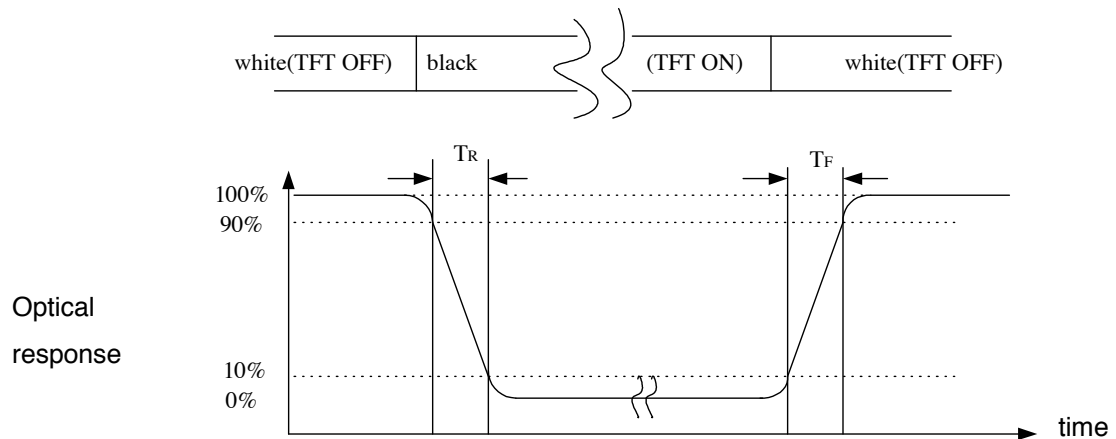 white(TFT OFF) black (TFT ON) white(TFT OFF)
TR TF
100%
90%
Optical
response
10%
0%
time